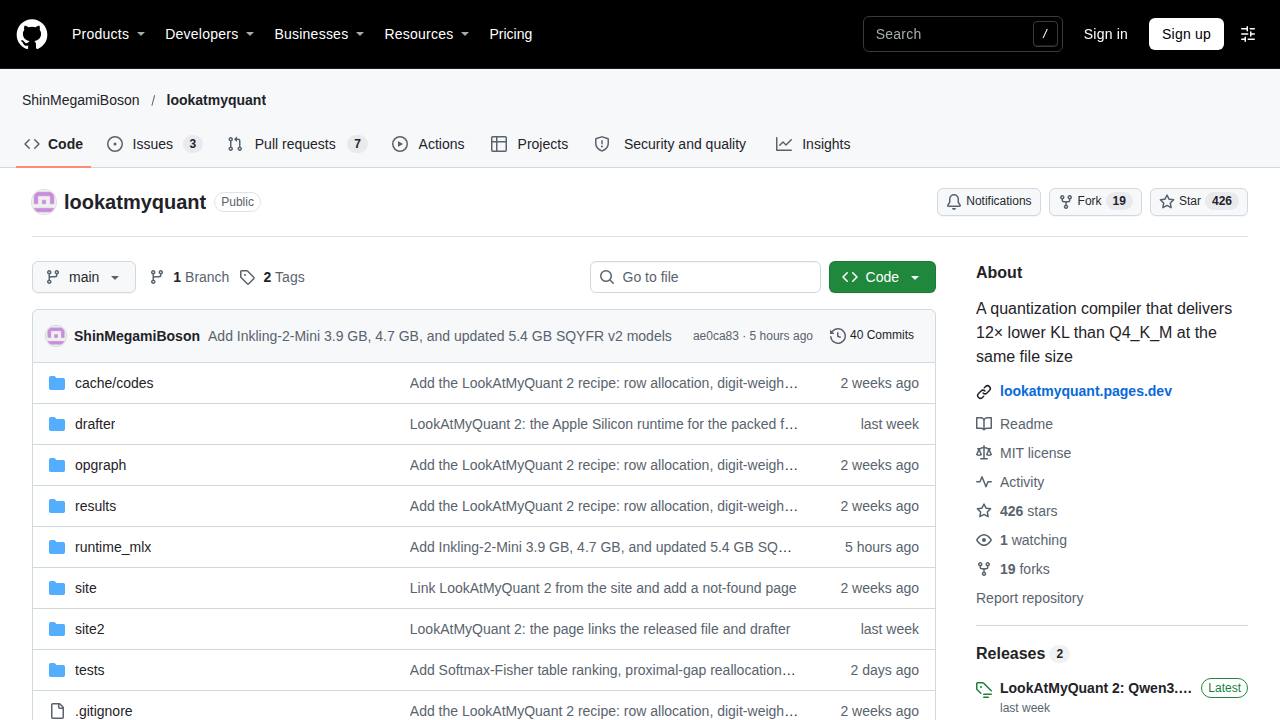 Products Developers Businesses Resources Pricing Search / Sign in Sign up
ShinMegamiBoson / lookatmyquant
Code Issues 3 Pull requests 7 Actions Projects Security and quality Insights
lookatmyquant Public Notifications Fork 19 Star 426
main 1 Branch 2 Tags Go to file Code
ShinMegamiBoson Add Inkling-2-Mini 3.9 GB, 4.7 GB, and updated 5.4 GB SQYFR v2 models ae0ca83 · 5 hours ago 40 Commits
cache/codes Add the LookAtMyQuant 2 recipe: row allocation, digit-weigh… 2 weeks ago
drafter LookAtMyQuant 2: the Apple Silicon runtime for the packed f… last week
opgraph Add the LookAtMyQuant 2 recipe: row allocation, digit-weigh… 2 weeks ago
results Add the LookAtMyQuant 2 recipe: row allocation, digit-weigh… 2 weeks ago
runtime_mlx Add Inkling-2-Mini 3.9 GB, 4.7 GB, and updated 5.4 GB SQ… 5 hours ago
site Link LookAtMyQuant 2 from the site and add a not-found page 2 weeks ago
site2 LookAtMyQuant 2: the page links the released file and drafter last week
tests Add Softmax-Fisher table ranking, proximal-gap reallocation… 2 days ago
.gitignore Add the LookAtMyQuant 2 recipe: row allocation, digit-weigh… 2 weeks ago
About
A quantization compiler that delivers
12× lower KL than Q4_K_M at the
same file size
lookatmyquant.pages.dev
Readme
MIT license
Activity
426 stars
1 watching
19 forks
Report repository
Releases 2
LookAtMyQuant 2: Qwen3.… Latest
last week